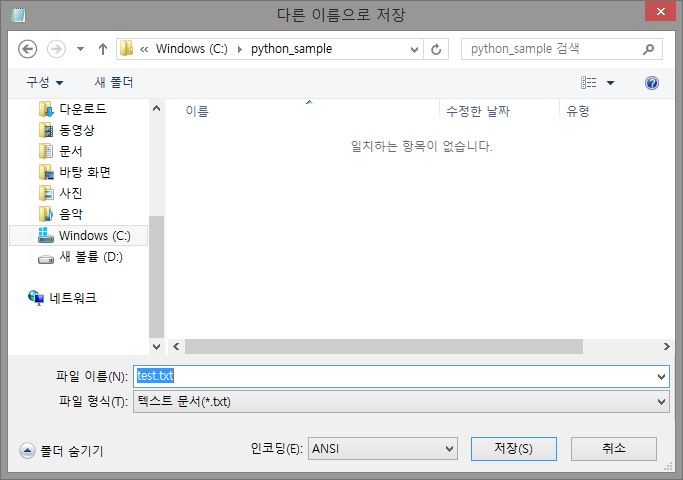 다른 이름으로 저장
« Windows (C:) python_sample
python_sample 검색
구성 새 폴더
다운로드
동영상
문서
바탕 화면
사진
음악
Windows (C:)
새 볼륨 (D:)
네트워크
이름 수정한 날짜 유형
일치하는 항목이 없습니다.
파일 이름(N): test.txt
파일 형식(T): 텍스트 문서(*.txt)
폴더 숨기기 인코딩(E): ANSI 저장(S) 취소